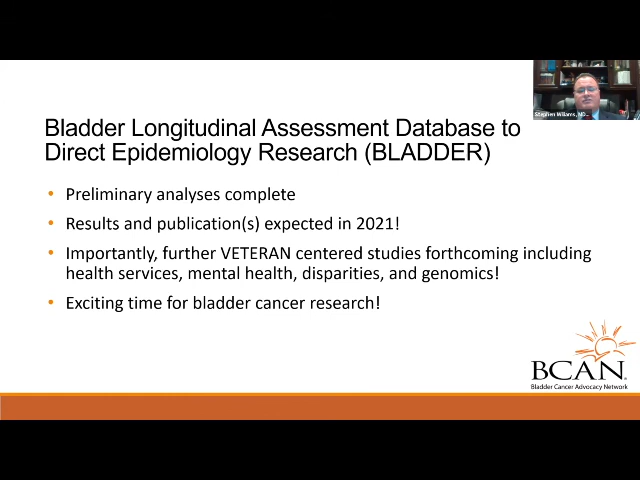 Stephen Williams, MD...
Bladder Longitudinal Assessment Database to
Direct Epidemiology Research (BLADDER)
• Preliminary analyses complete
• Results and publication(s) expected in 2021!
• Importantly, further VETERAN centered studies forthcoming including
health services, mental health, disparities, and genomics!
• Exciting time for bladder cancer research!
BCAN
Bladder Cancer Advocacy Network